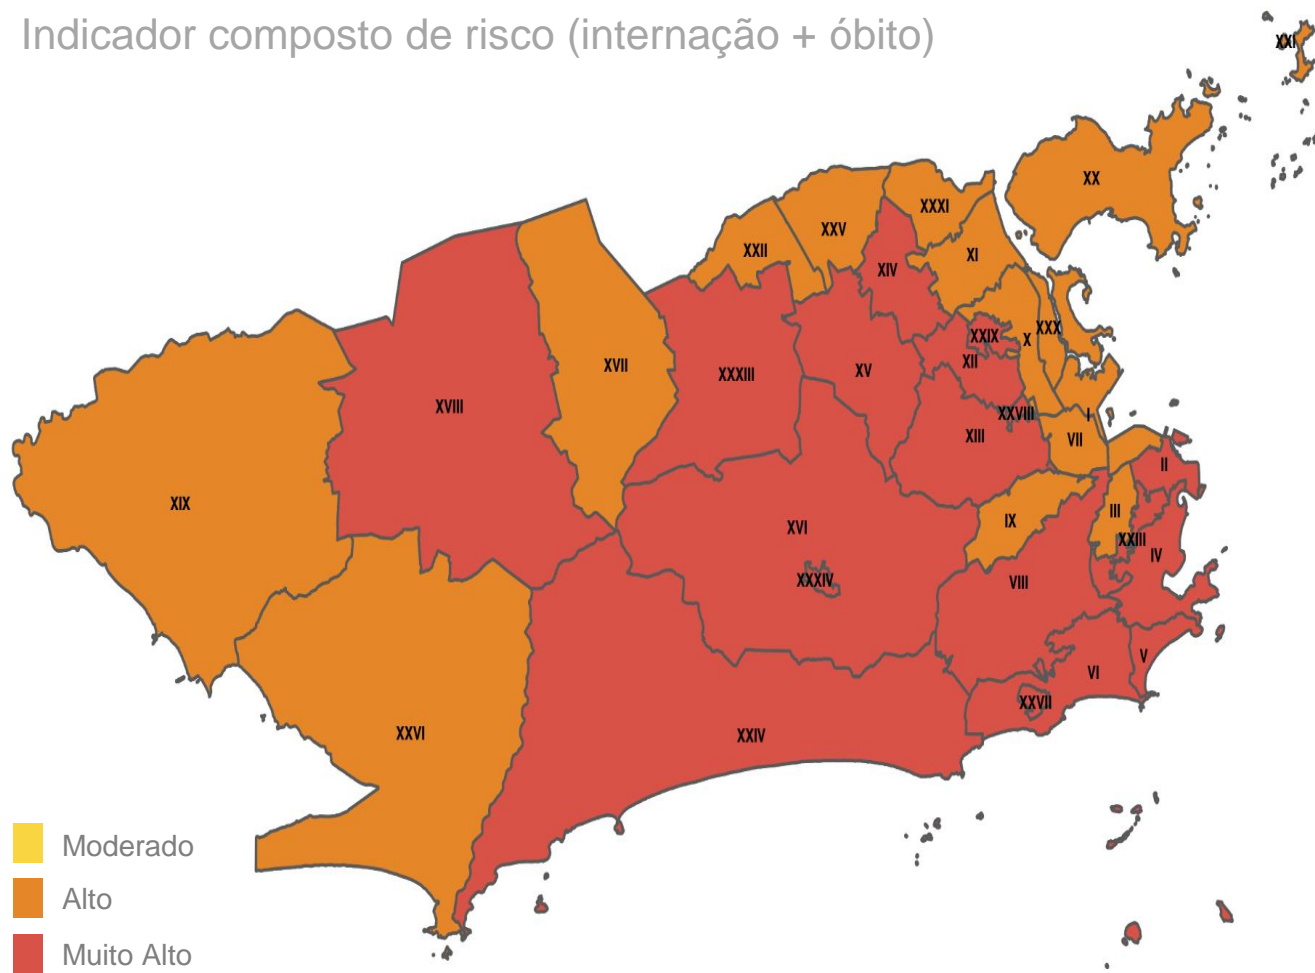 Indicador composto de risco (internação + óbito)
XXI
XX
XXXI
XXV
XXII
XI
XIV
XXX
XXIX
X
XII
XVII
XXXIII
XV
XVIII
XXVIII
I
XIII
VII
II
XIX
III
IX
XVI
XXIII
IV
XXXIV
VIII
V
VI
XXVII
XXVI
XXIV
Moderado
Alto
Muito Alto